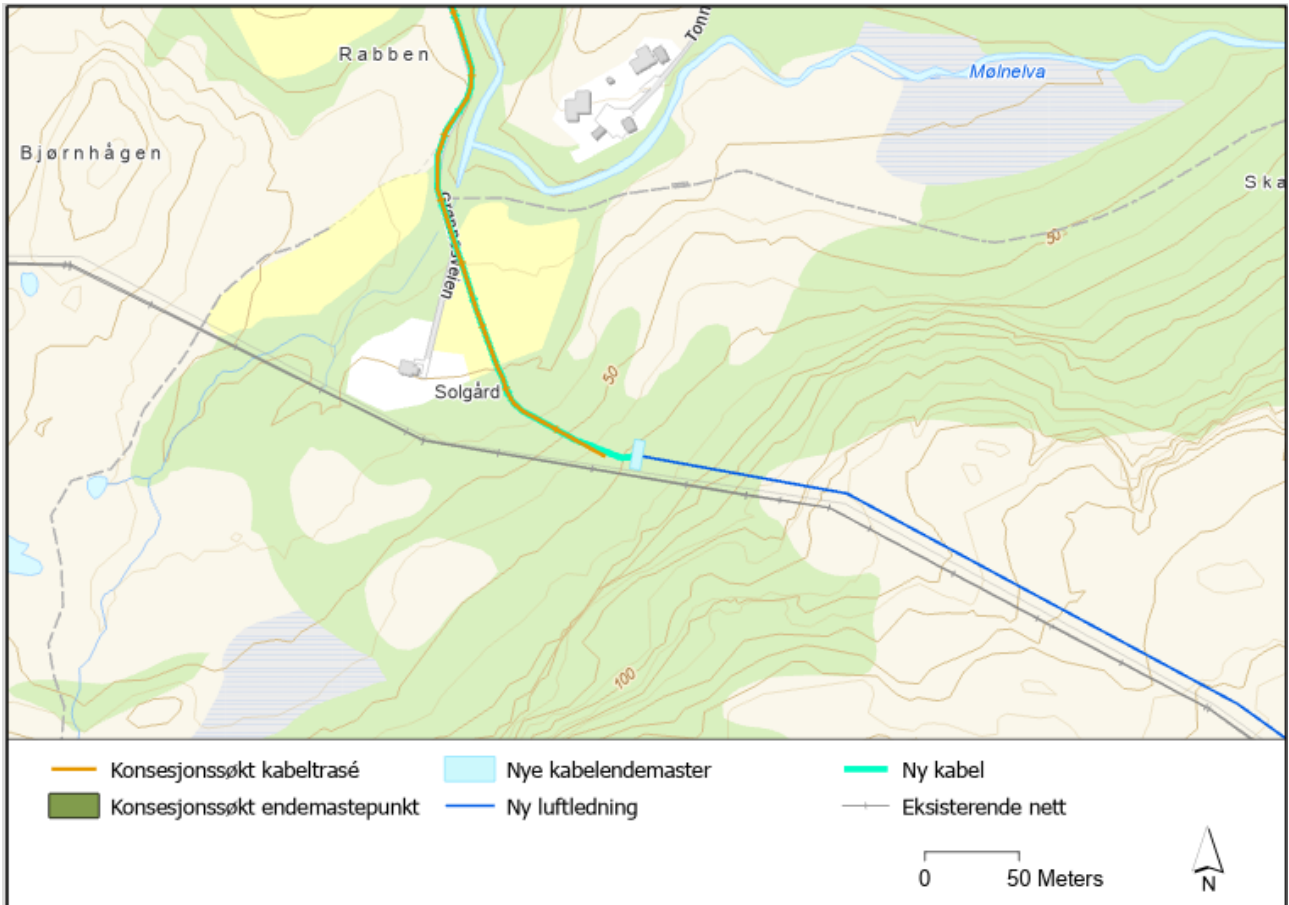 Rabben
Tonn
Mølnelva
Bjørnhågen
Ska
50
Solgård
50
100
Konsesjonssøkt kabeltrasé
Nye kabelendemaster
Ny kabel
Konsesjonssøkt endemastepunkt
Ny luftledning
Eksisterende nett
0 50 Meters
N